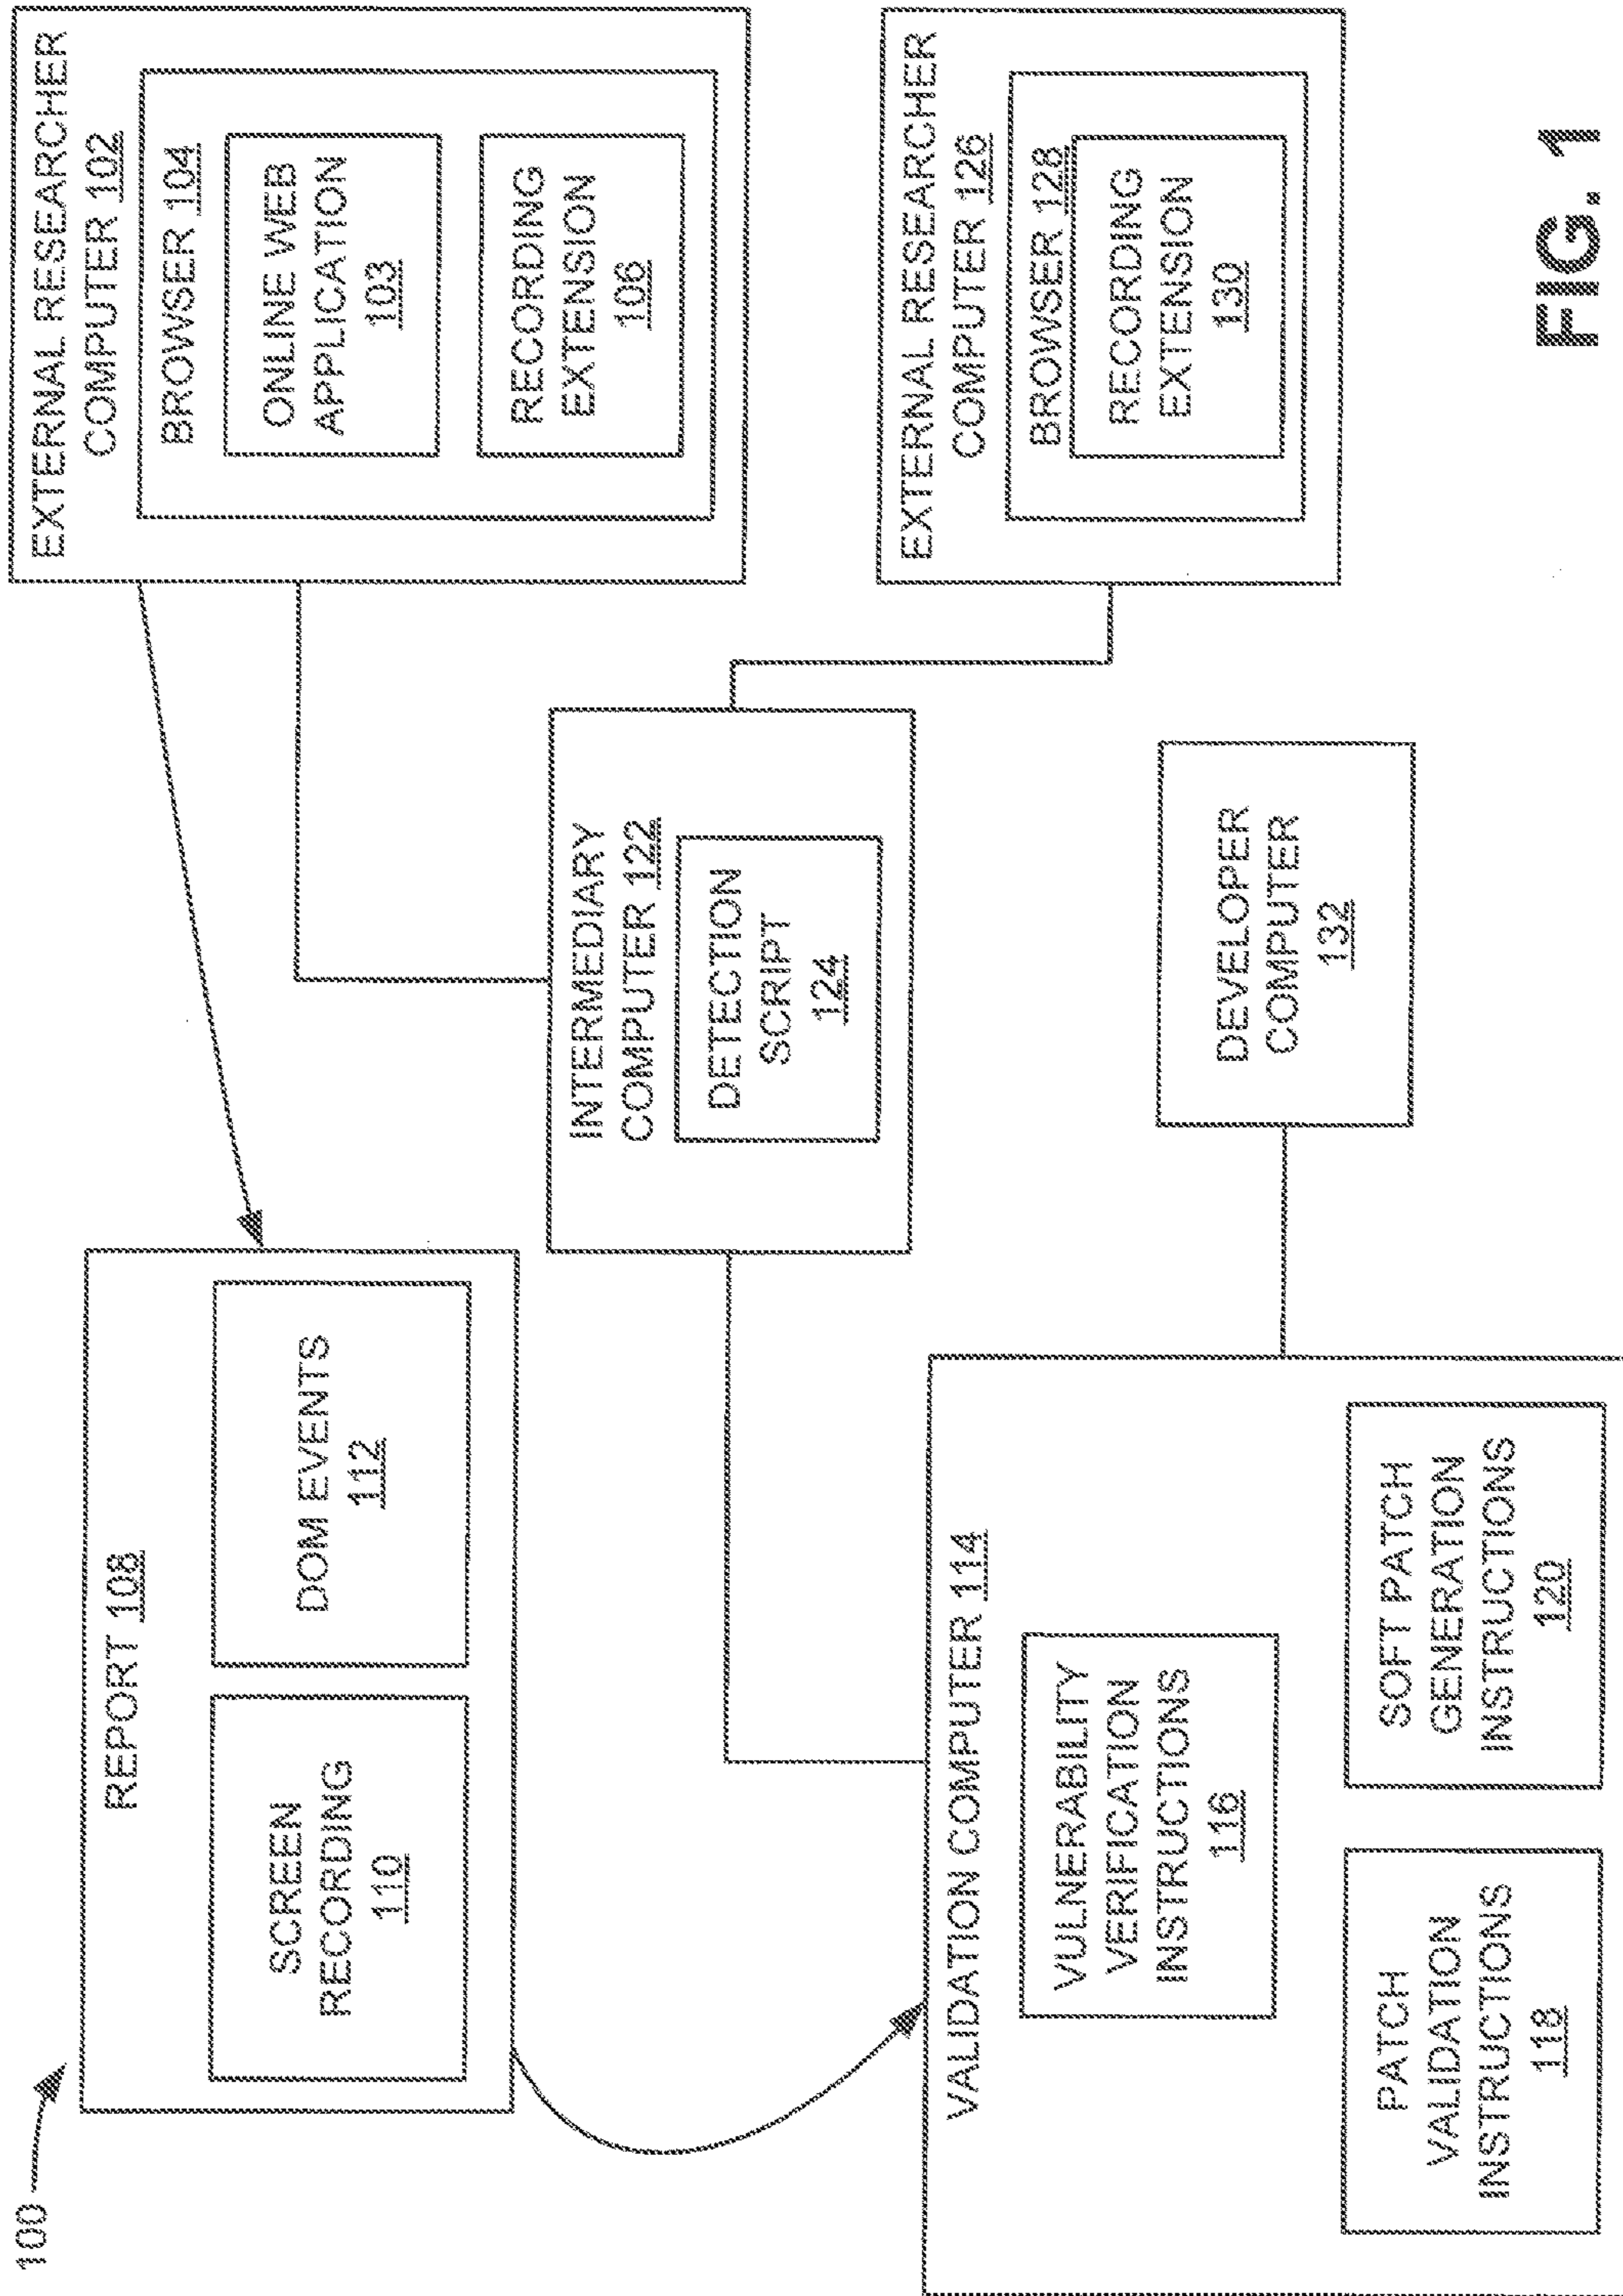 100
REPORT 108
SCREEN
RECORDING
110
DOM EVENTS
112
EXTERNAL RESEARCHER
COMPUTER 102
BROWSER 104
ONLINE WEB
APPLICATION
103
RECORDING
EXTENSION
106
INTERMEDIARY
COMPUTER 122
DETECTION
SCRIPT
124
EXTERNAL RESEARCHER
COMPUTER 126
BROWSER 128
RECORDING
EXTENSION
130
VALIDATION COMPUTER 114
VULNERABILITY
VERIFICATION
INSTRUCTIONS
116
PATCH
VALIDATION
INSTRUCTIONS
118
SOFT PATCH
GENERATION
INSTRUCTIONS
120
DEVELOPER
COMPUTER
132
FIG. 1